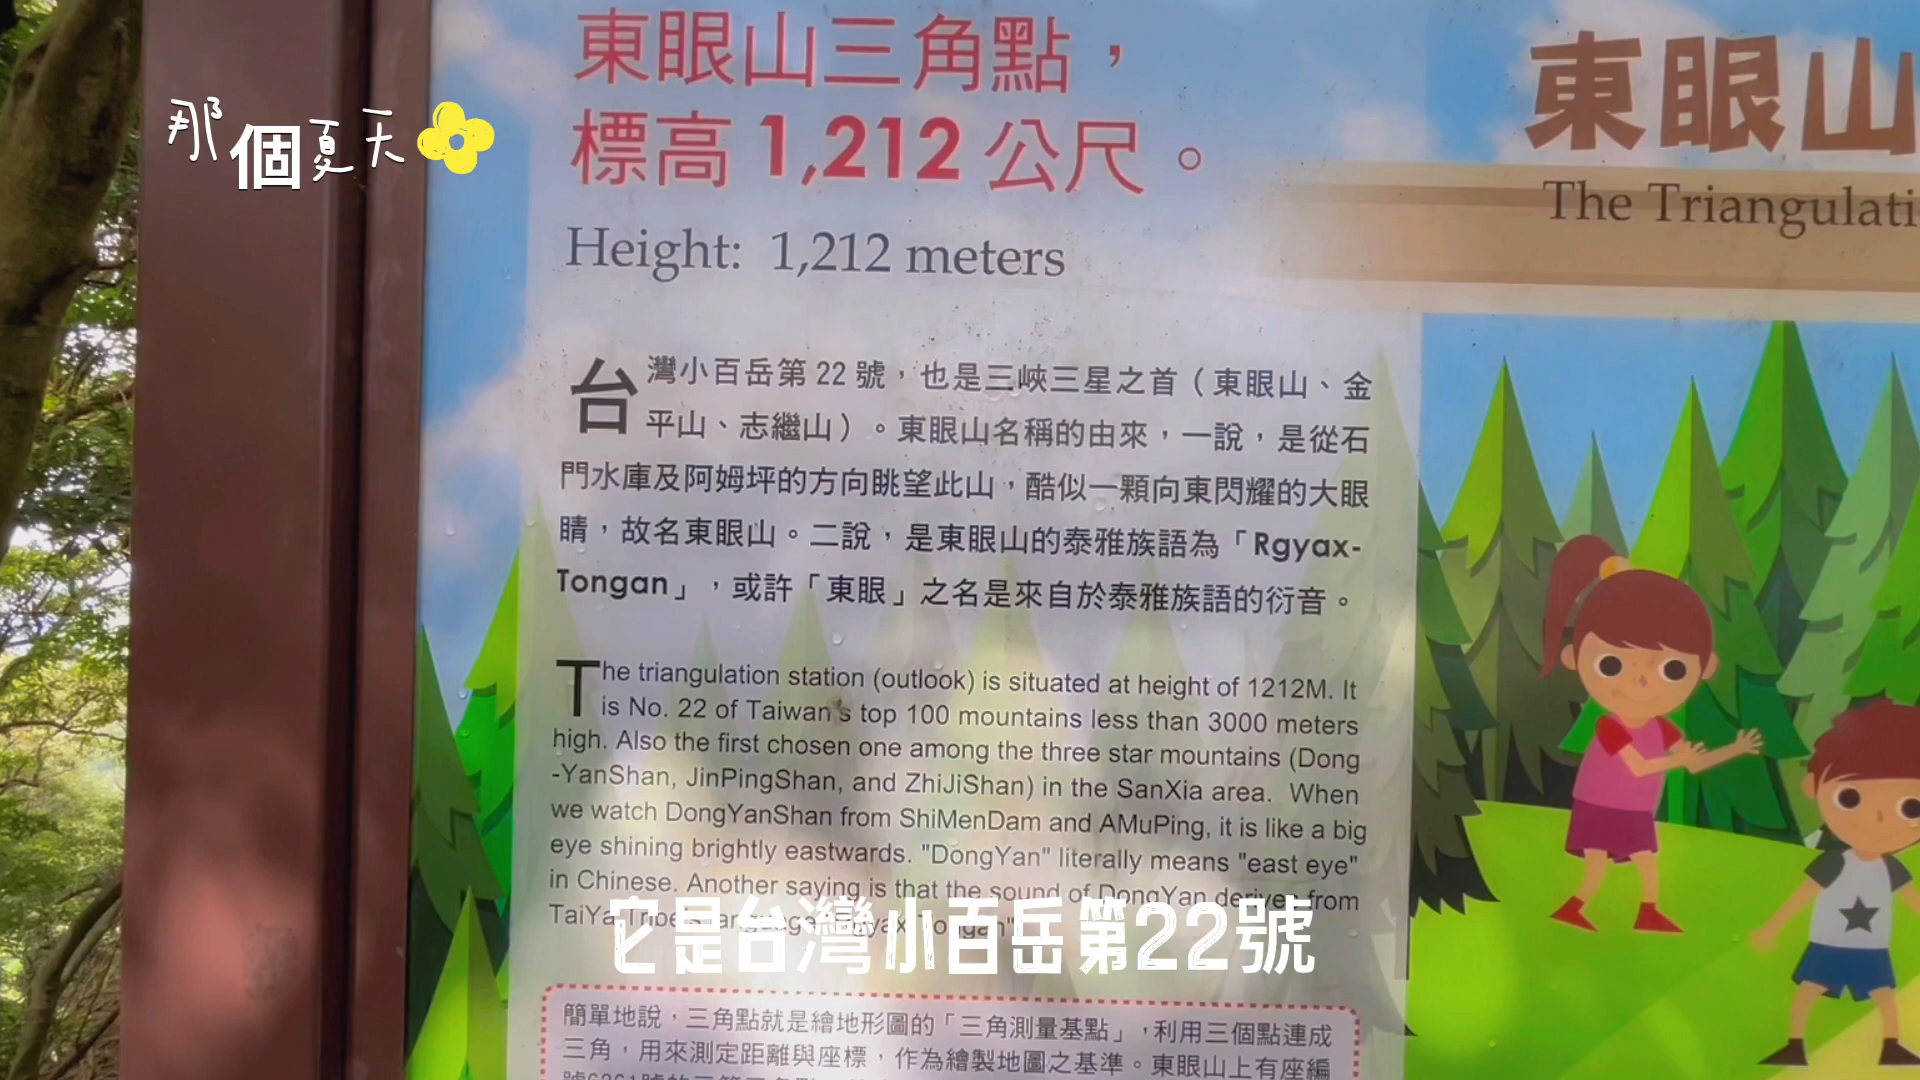 那個夏天
東眼山三角點，
標高 1,212 公尺。
Height: 1,212 meters
台灣小百岳第 22 號，也是三峽三星之首（東眼山、金
平山、志繼山）。東眼山名稱的由來，一說，是從石
門水庫及阿姆坪的方向眺望此山，酷似一顆向東閃耀的大眼
睛，故名東眼山。二說，是東眼山的泰雅族語為「Rgyax-
Tongan」，或許「東眼」之名是來自於泰雅族語的衍音。
The triangulation station (outlook) is situated at height of 1212M. It
is No. 22 of Taiwan's top 100 mountains less than 3000 meters
high. Also the first chosen one among the three star mountains (Dong
-YanShan, JinPingShan, and ZhiJiShan) in the SanXia area. When
we watch DongYanShan from ShiMenDam and AMuPing, it is like a big
eye shining brightly eastwards. "DongYan" literally means "east eye"
in Chinese. Another saying is that the sound of DongYan derives from
TaiYa Tribe's language
它是台灣小百岳第22號
簡單地說，三角點就是繪地形圖的「三角測量基點」，利用三個點連成
三角，用來測定距離與座標，作為繪製地圖之基準。東眼山上有座編
東眼山
The Triangulati